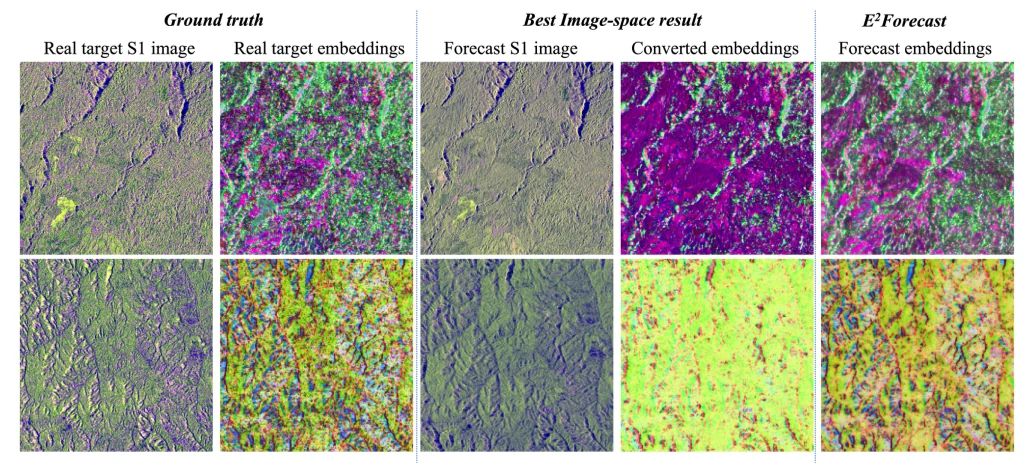 Ground truth
Best Image-space result
E²Forecast
Real target S1 image
Real target embeddings
Forecast S1 image
Converted embeddings
Forecast embeddings